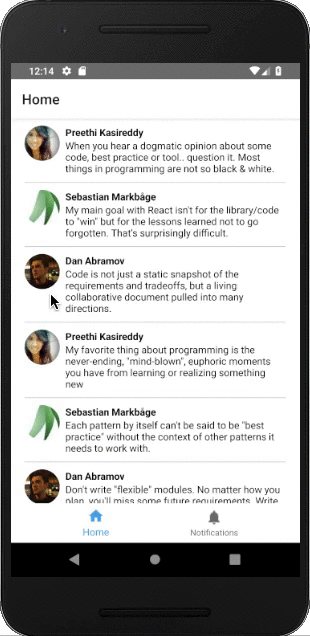 12:14
Home
Preethi Kasireddy
When you hear a dogmatic opinion about some
code, best practice or tool.. question it. Most
things in programming are not so black & white.
Sebastian Markbåge
My main goal with React isn't for the library/code
to "win" but for the lessons learned not to go
forgotten. That's surprisingly difficult.
Dan Abramov
Code is not just a static snapshot of the
requirements and tradeoffs, but a living
collaborative document pulled into many
directions.
Preethi Kasireddy
My favorite thing about programming is the
never-ending, "mind-blown", euphoric moments
you have from learning or realizing something
new
Sebastian Markbåge
Each pattern by itself can't be said to be "best
practice" without the context of other patterns it
needs to work with.
Dan Abramov
Don't write "flexible" modules. No matter how you
plan, you'll miss some future requirements. Write
Home
Notifications